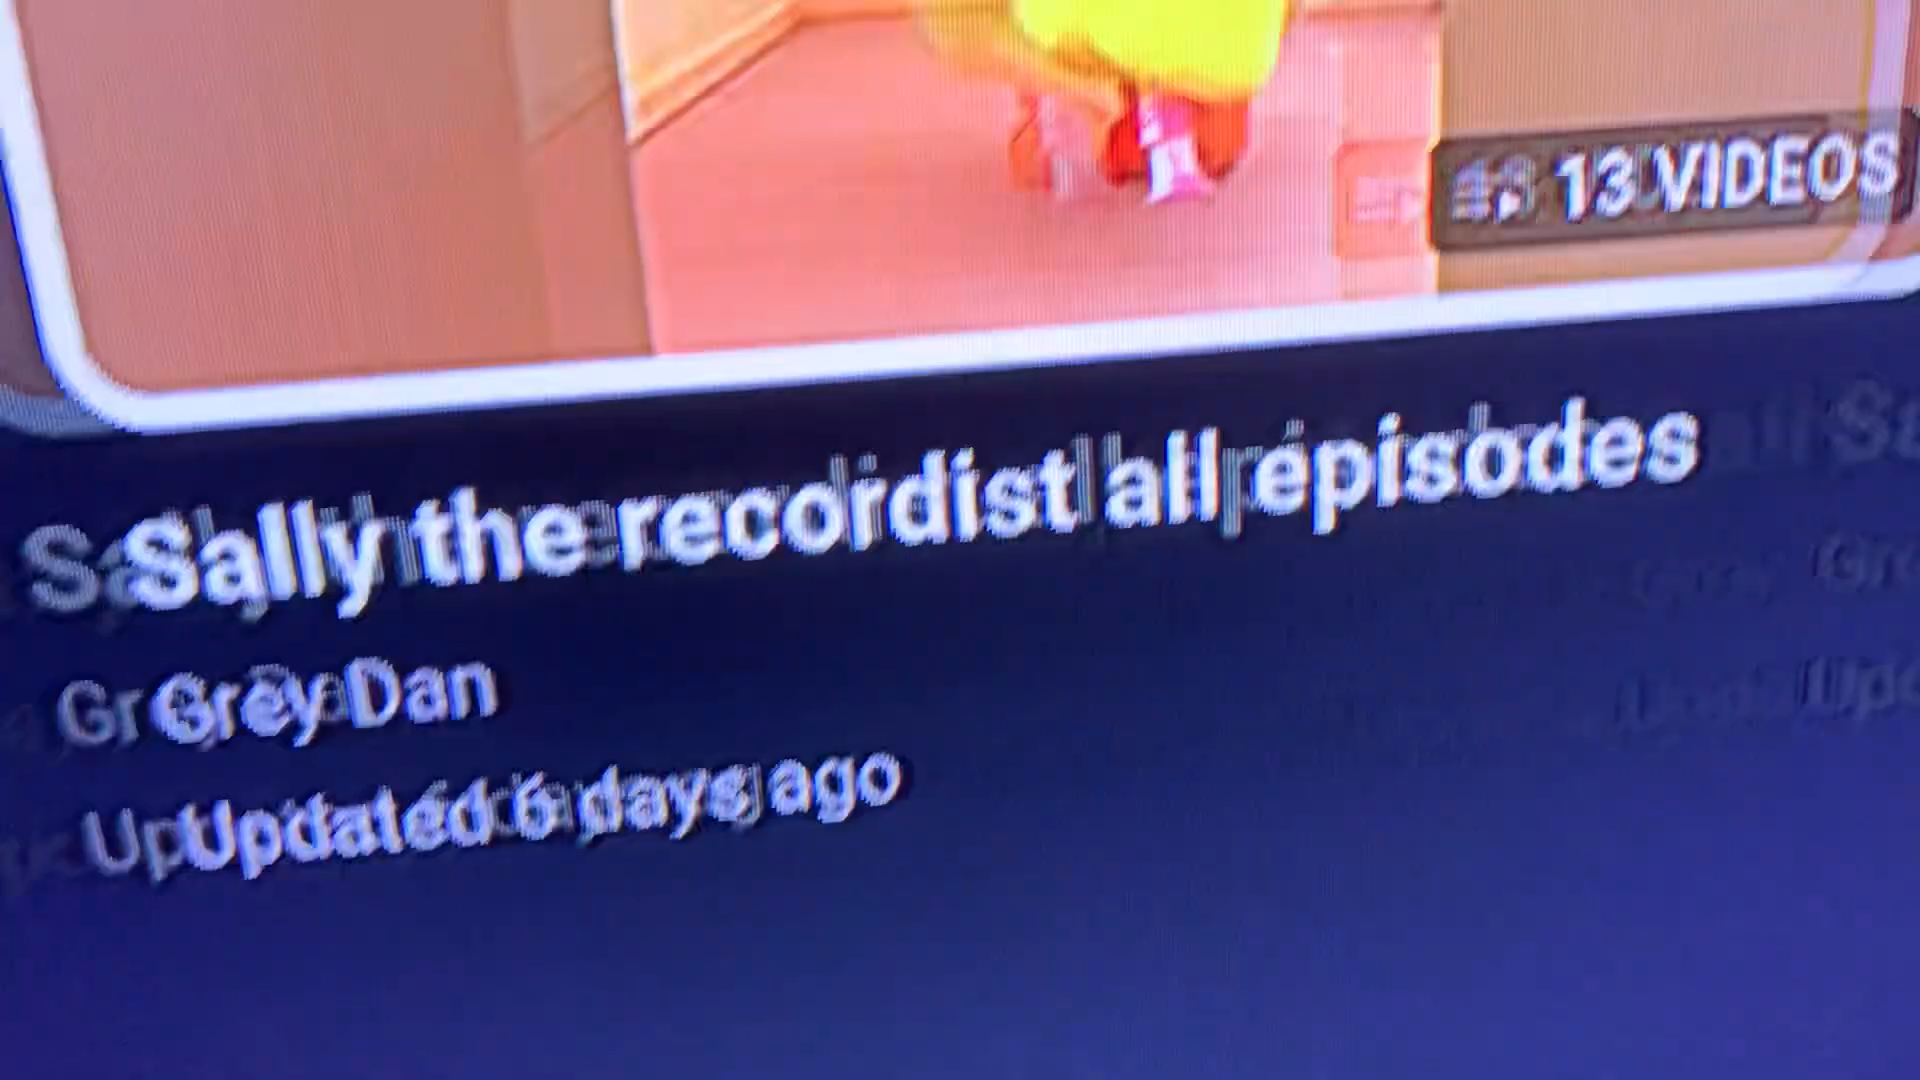 13 VIDEOS
Sally the recordist all episodes
Grey Dan
Updated 6 days ago